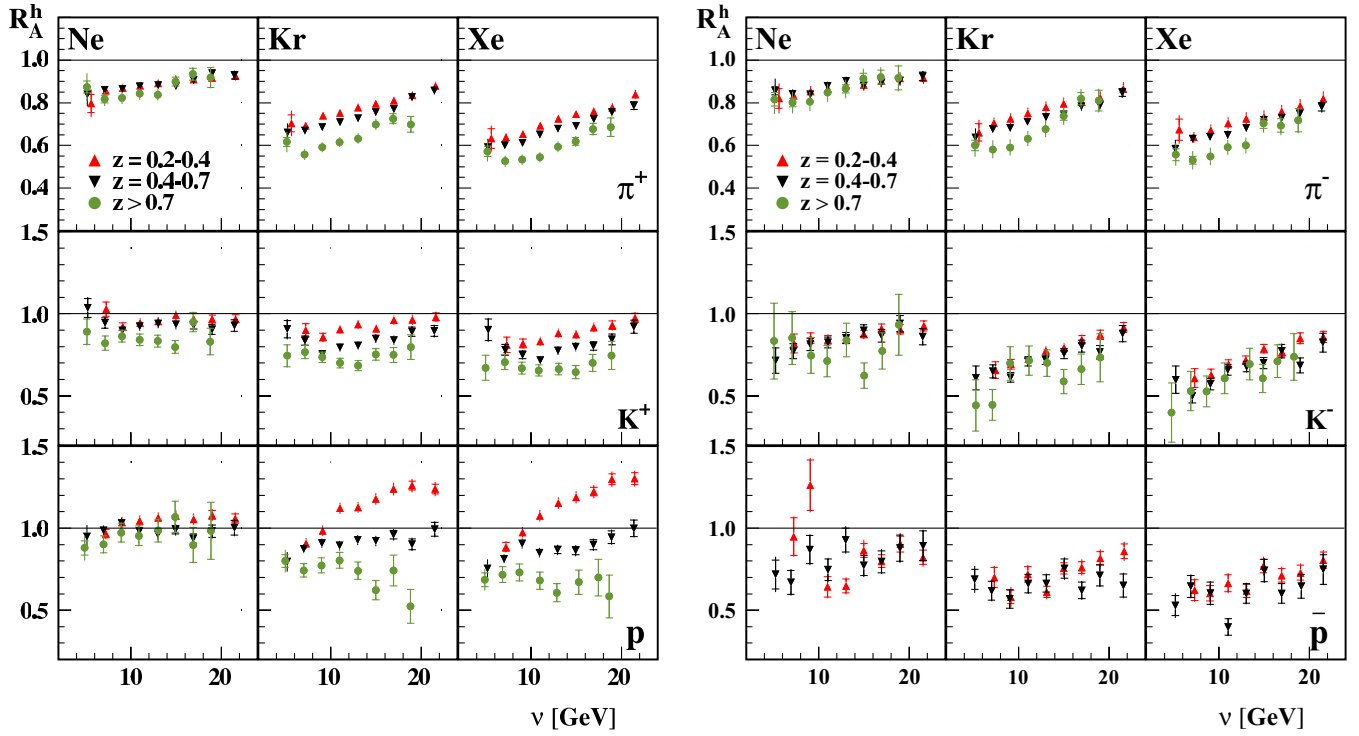 R_A^h Ne Kr Xe
1.0
0.8
0.6
0.4
z = 0.2-0.4
z = 0.4-0.7
z > 0.7
π⁺
1.5
1.0
0.5
K⁺
1.5
1.0
0.5
p
10 20 10 20 10 20
ν [GeV]
R_A^h Ne Kr Xe
1.0
0.8
0.6
0.4
z = 0.2-0.4
z = 0.4-0.7
z > 0.7
π⁻
1.5
1.0
0.5
K⁻
1.5
1.0
0.5
p̄
10 20 10 20 10 20
ν [GeV]